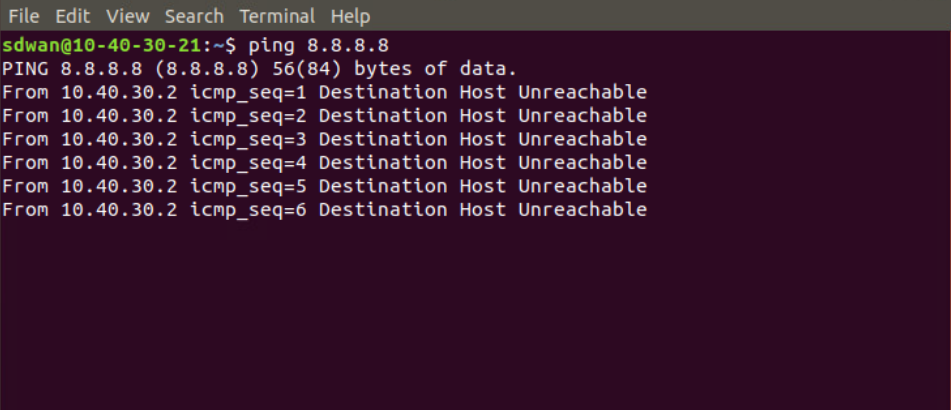 File Edit View Search Terminal Help
sdwan@10-40-30-21:~$ ping 8.8.8.8
PING 8.8.8.8 (8.8.8.8) 56(84) bytes of data.
From 10.40.30.2 icmp_seq=1 Destination Host Unreachable
From 10.40.30.2 icmp_seq=2 Destination Host Unreachable
From 10.40.30.2 icmp_seq=3 Destination Host Unreachable
From 10.40.30.2 icmp_seq=4 Destination Host Unreachable
From 10.40.30.2 icmp_seq=5 Destination Host Unreachable
From 10.40.30.2 icmp_seq=6 Destination Host Unreachable